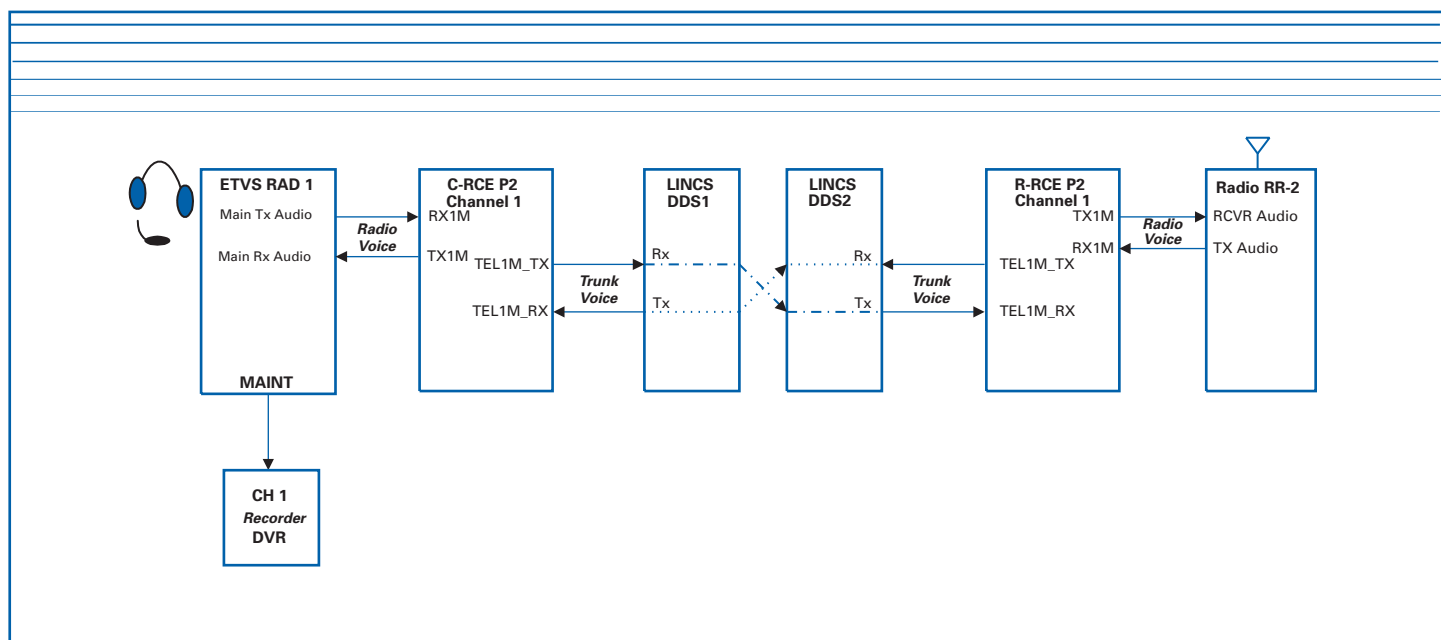 ETVS RAD 1
Main Tx Audio
Main Rx Audio
MAINT
Radio
Voice
C-RCE P2
Channel 1
RX1M
TX1M
TEL1M_TX
TEL1M_RX
Trunk
Voice
LINCS
DDS1
Rx
Tx
LINCS
DDS2
Rx
Tx
Trunk
Voice
R-RCE P2
Channel 1
TX1M
RX1M
TEL1M_TX
TEL1M_RX
Radio
Voice
Radio RR-2
RCVR Audio
TX Audio
CH 1
Recorder
DVR